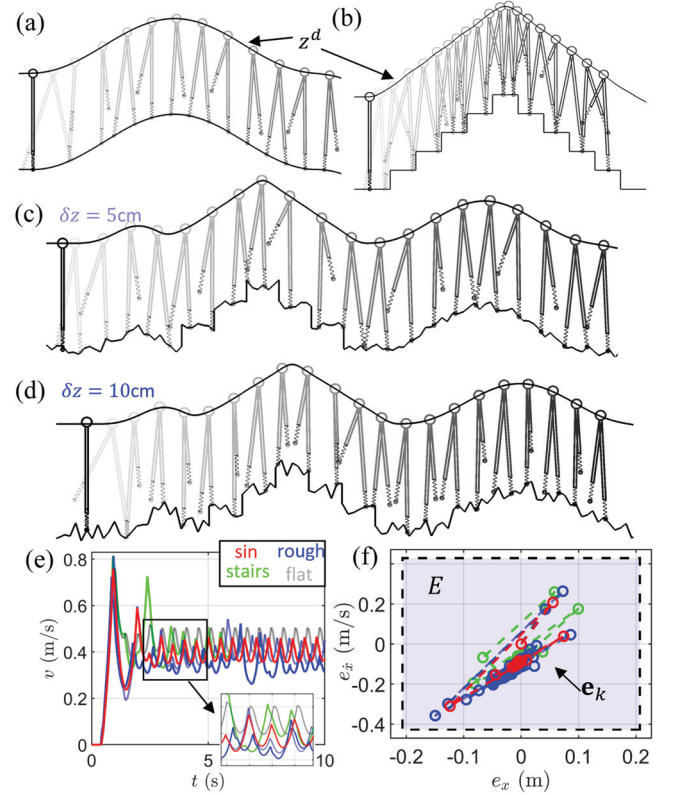 (a)
z^d
(b)
(c)
δz = 5cm
(d)
δz = 10cm
(e)
sin rough
stairs flat
0.8
0.6
0.4
0.2
0
v (m/s)
0 5 10
t (s)
(f)
E
e_k
0.2
0
-0.2
-0.4
e_ẋ (m/s)
-0.2 -0.1 0 0.1 0.2
e_x (m)